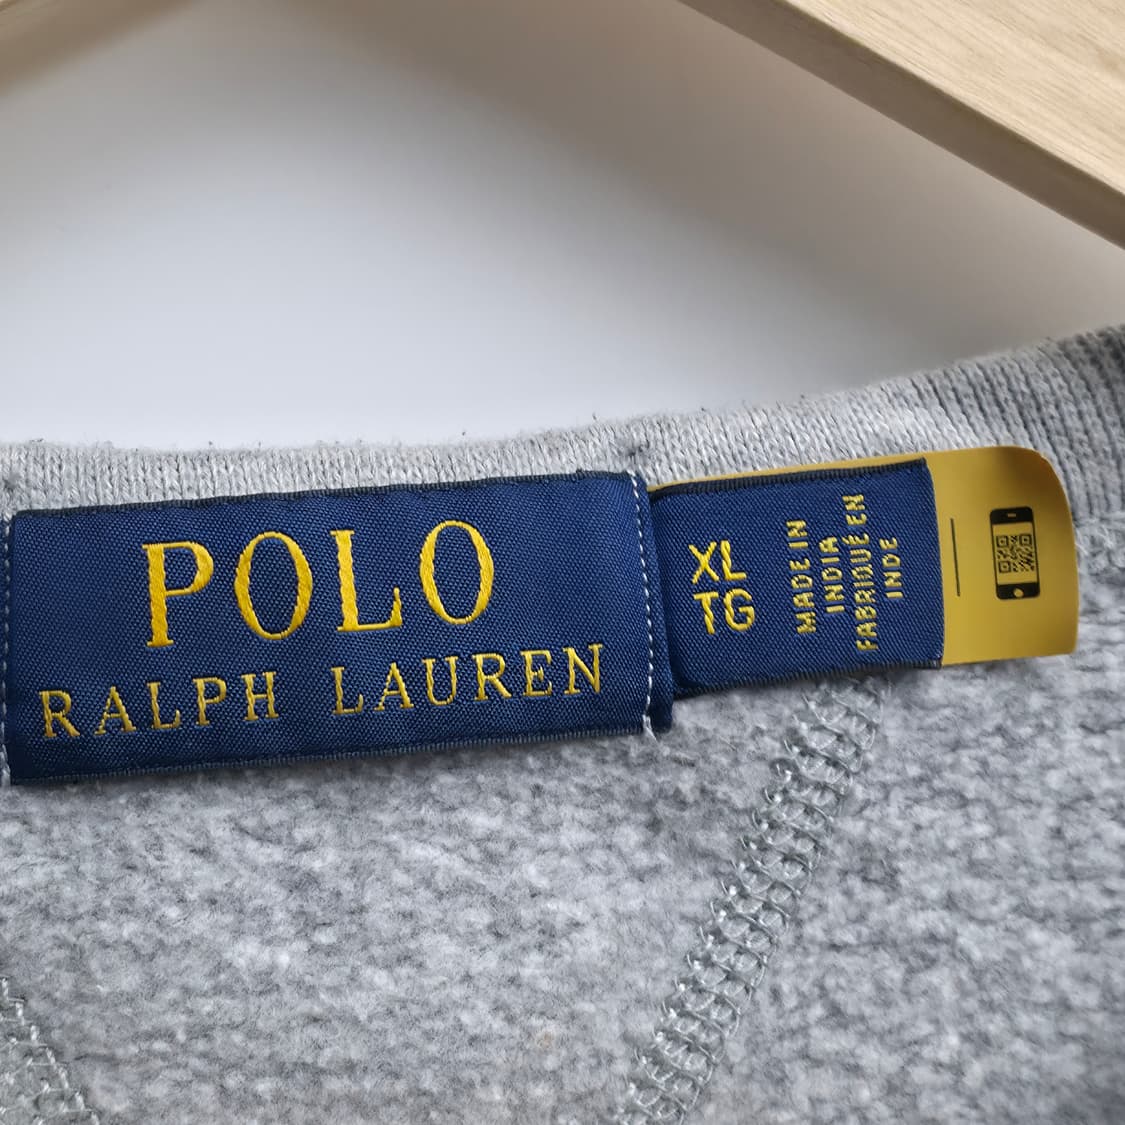 POLO
RALPH LAUREN
XL
TG
MADE IN
INDIA
FABRIQUÉ EN
INDE